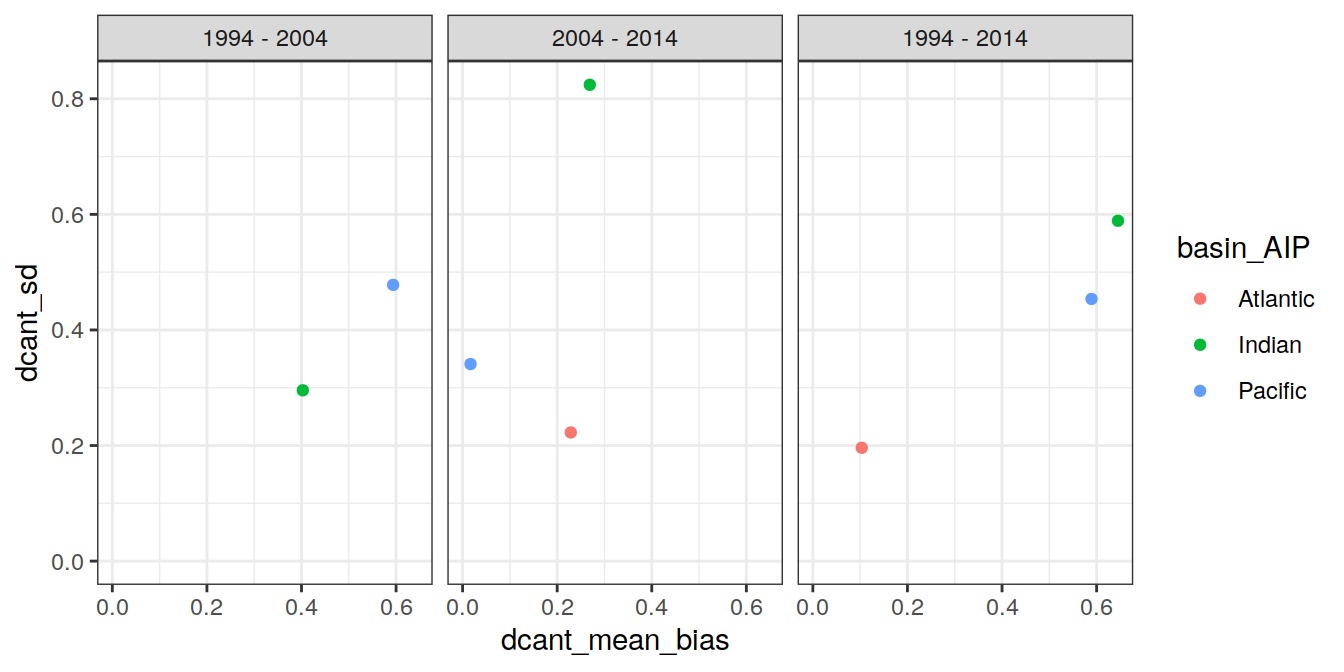 1994 - 2004
2004 - 2014
1994 - 2014
0.8
0.6
0.4
0.2
0.0
dcant_sd
0.0 0.2 0.4 0.6
0.0 0.2 0.4 0.6
0.0 0.2 0.4 0.6
dcant_mean_bias
basin_AIP
Atlantic
Indian
Pacific